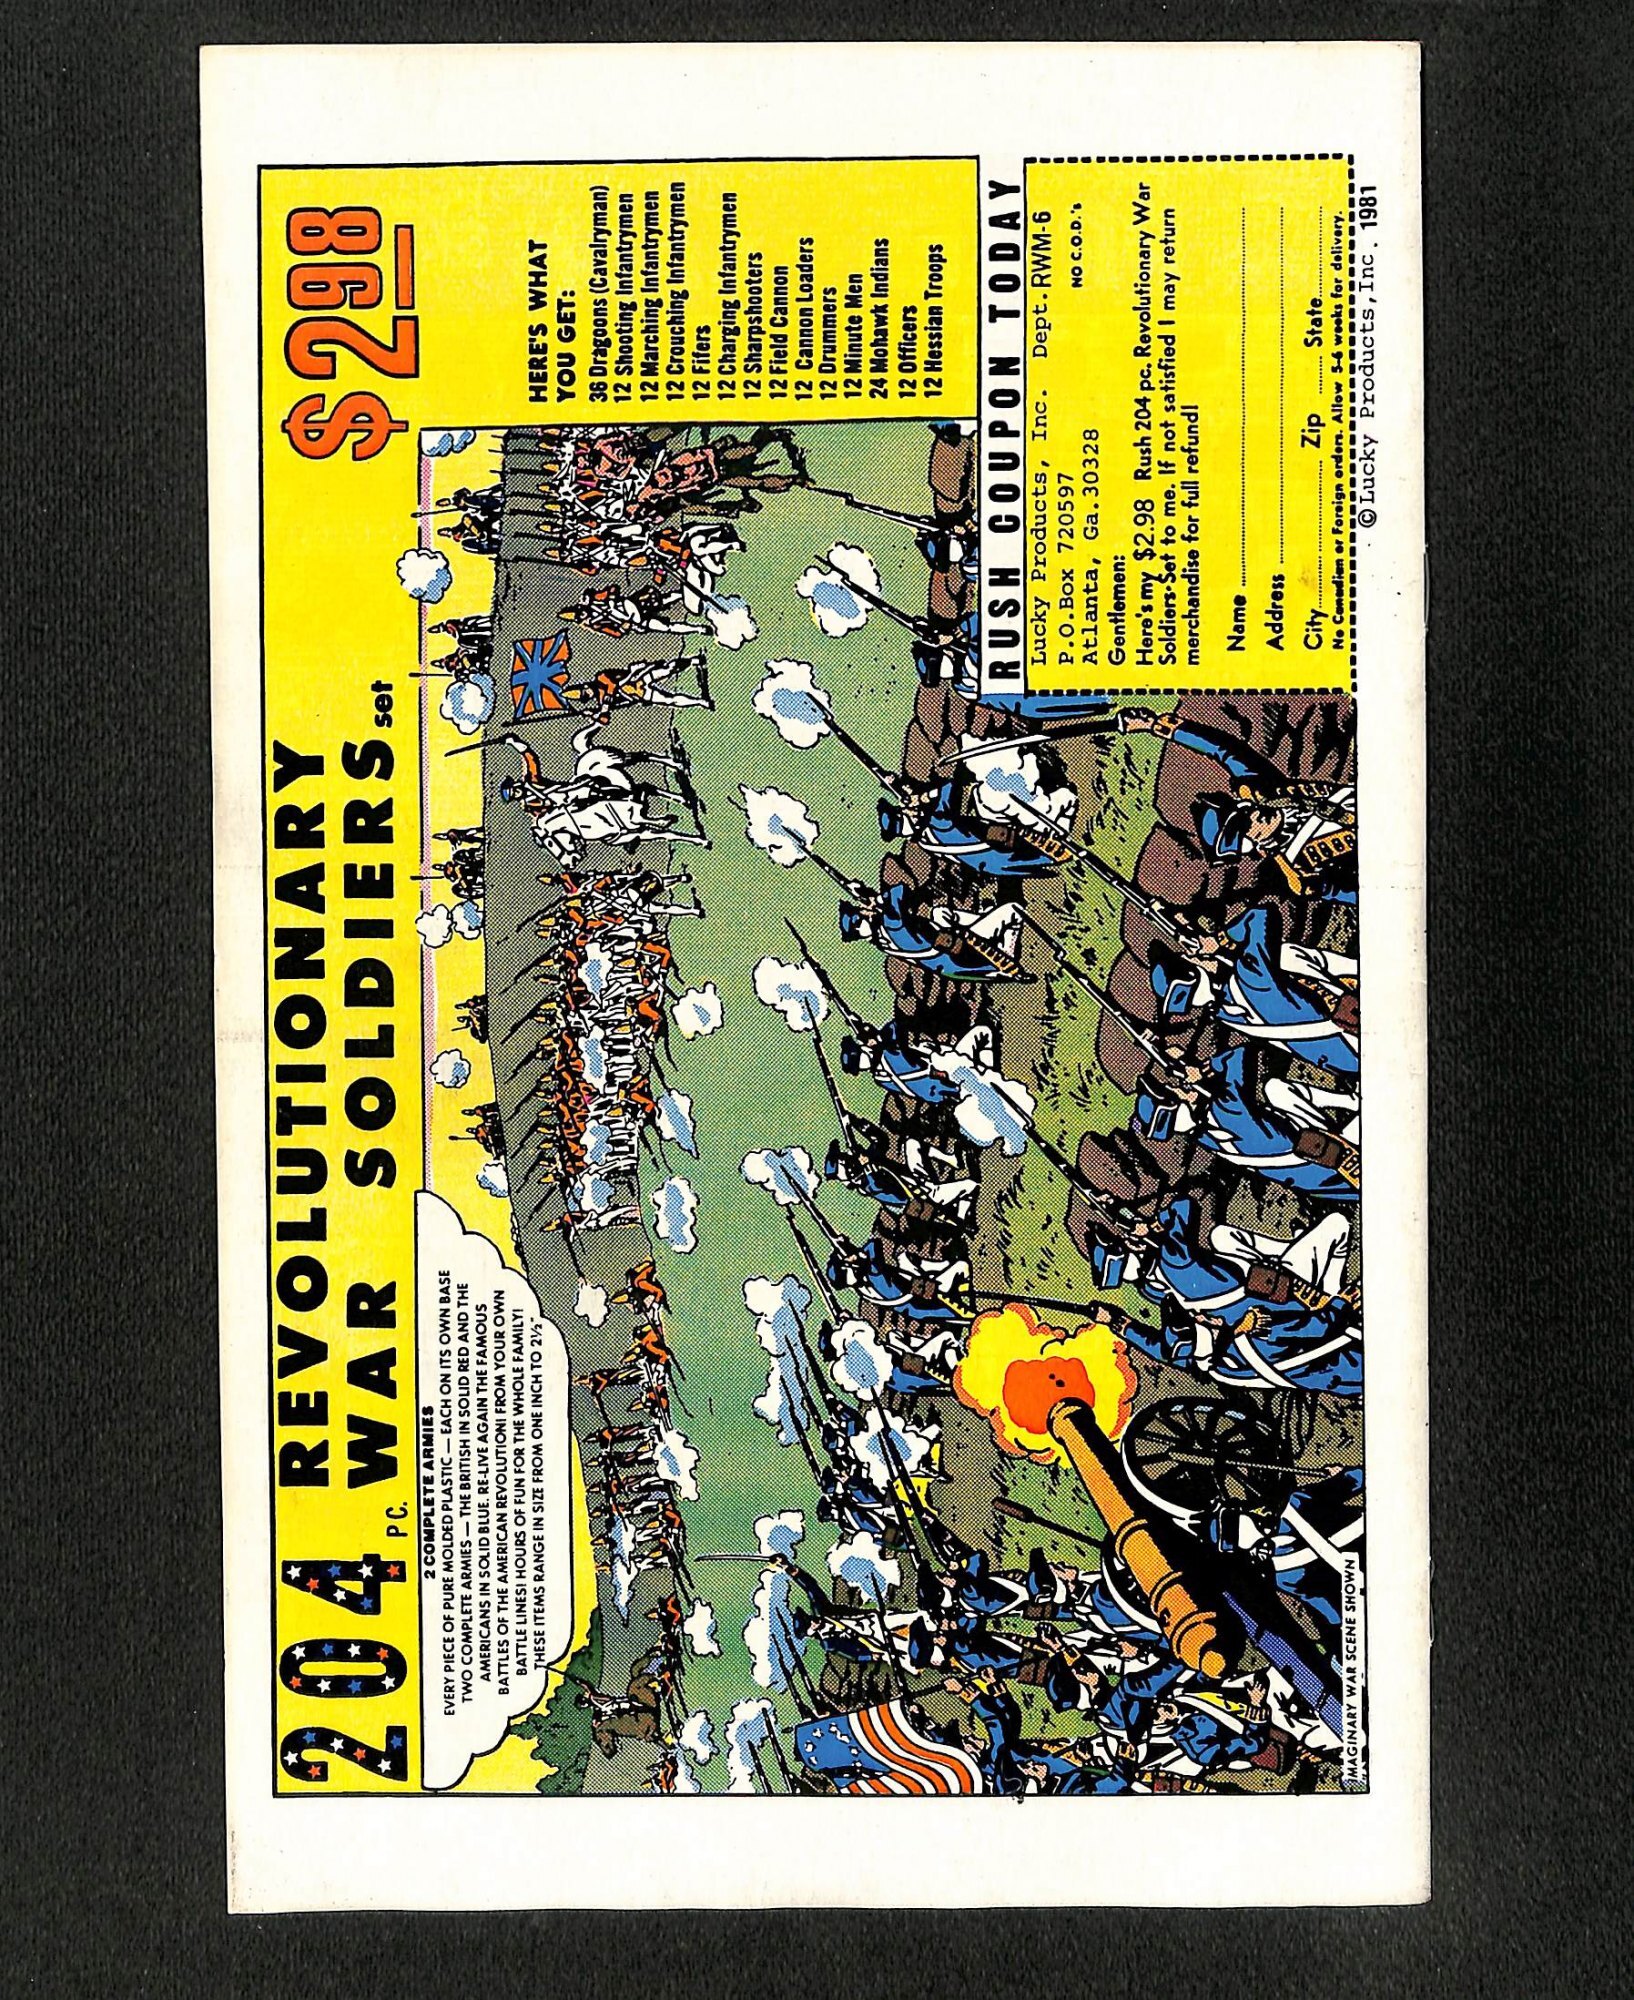 204 PC. REVOLUTIONARY
WAR SOLDIERS set
$298
2 COMPLETE ARMIES
EVERY PIECE OF PURE MOLDED PLASTIC — EACH ON ITS OWN BASE
TWO COMPLETE ARMIES — THE BRITISH IN SOLID RED AND THE
AMERICANS IN SOLID BLUE. RE-LIVE AGAIN THE FAMOUS
BATTLES OF THE AMERICAN REVOLUTION! FROM YOUR OWN
BATTLE LINES! HOURS OF FUN FOR THE WHOLE FAMILY!
THESE ITEMS RANGE IN SIZE FROM ONE INCH TO 2½"
HERE'S WHAT
YOU GET:
36 Dragoons (Cavalryman)
12 Shooting Infantrymen
12 Marching Infantrymen
12 Crouching Infantrymen
12 Fifers
12 Charging Infantrymen
12 Sharpshooters
12 Field Cannon
12 Cannon Loaders
12 Drummers
12 Minute Men
24 Mohawk Indians
12 Officers
12 Hessian Troops
RUSH COUPON TODAY
Lucky Products, Inc. Dept. RWM-6
P.O. Box 720597 NO C.O.D.'s
Atlanta, Ga. 30328
Gentlemen:
Here's my $2.98 Rush 204 pc. Revolutionary War
Soldiers Set to me. If not satisfied I may return
merchandise for full refund!
Name
Address
City Zip State
No Canadian or Foreign orders. Allow 5-6 weeks for delivery.
© Lucky Products, Inc. 1981
IMAGINARY WAR SCENE SHOWN